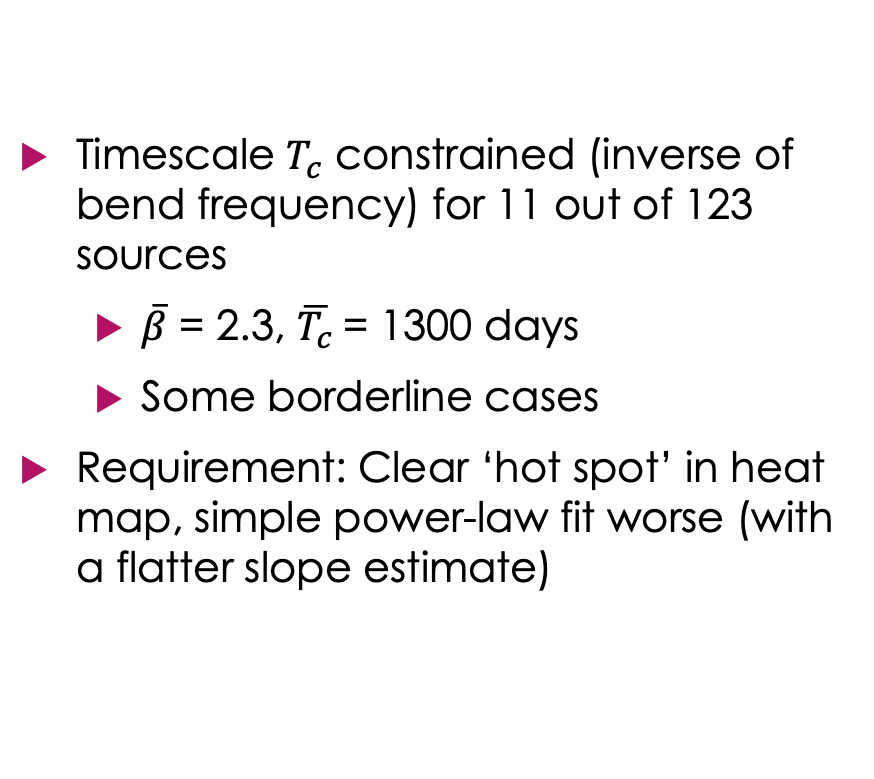 Timescale T_c constrained (inverse of
bend frequency) for 11 out of 123
sources
β̄ = 2.3, T̄_c = 1300 days
Some borderline cases
Requirement: Clear ‘hot spot’ in heat
map, simple power-law fit worse (with
a flatter slope estimate)